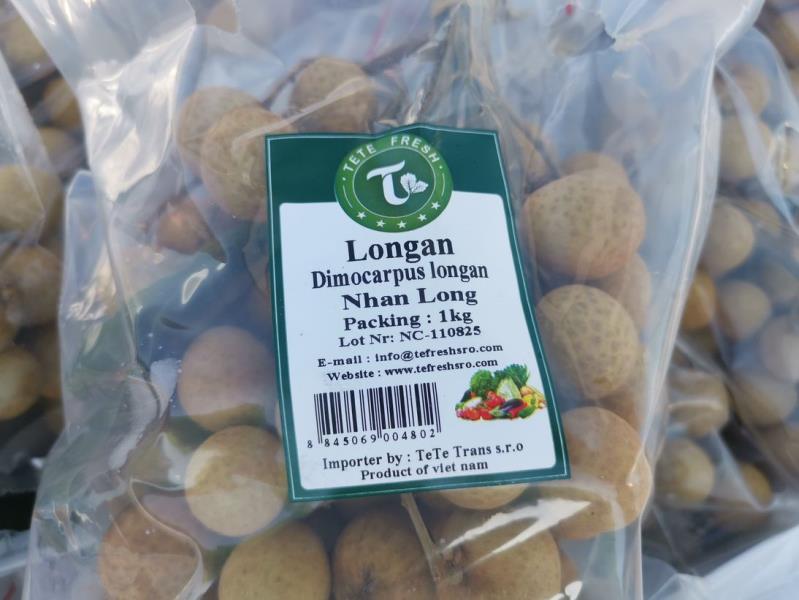 TETE FRESH
T
Longan
Dimocarpus longan
Nhan Long
Packing : 1kg
Lot Nr: NC-110825
E-mail : info@tefreshsro.com
Website : www.tefreshsro.com
8 845069 004802
Importer by : TeTe Trans s.r.o
Product of viet nam